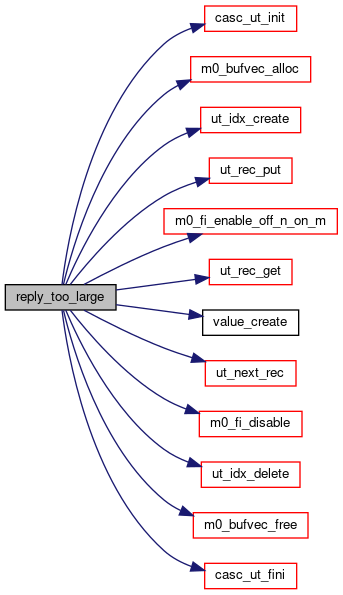 casc_ut_init
m0_bufvec_alloc
ut_idx_create
ut_rec_put
m0_fi_enable_off_n_on_m
ut_rec_get
reply_too_large
value_create
ut_next_rec
m0_fi_disable
ut_idx_delete
m0_bufvec_free
casc_ut_fini